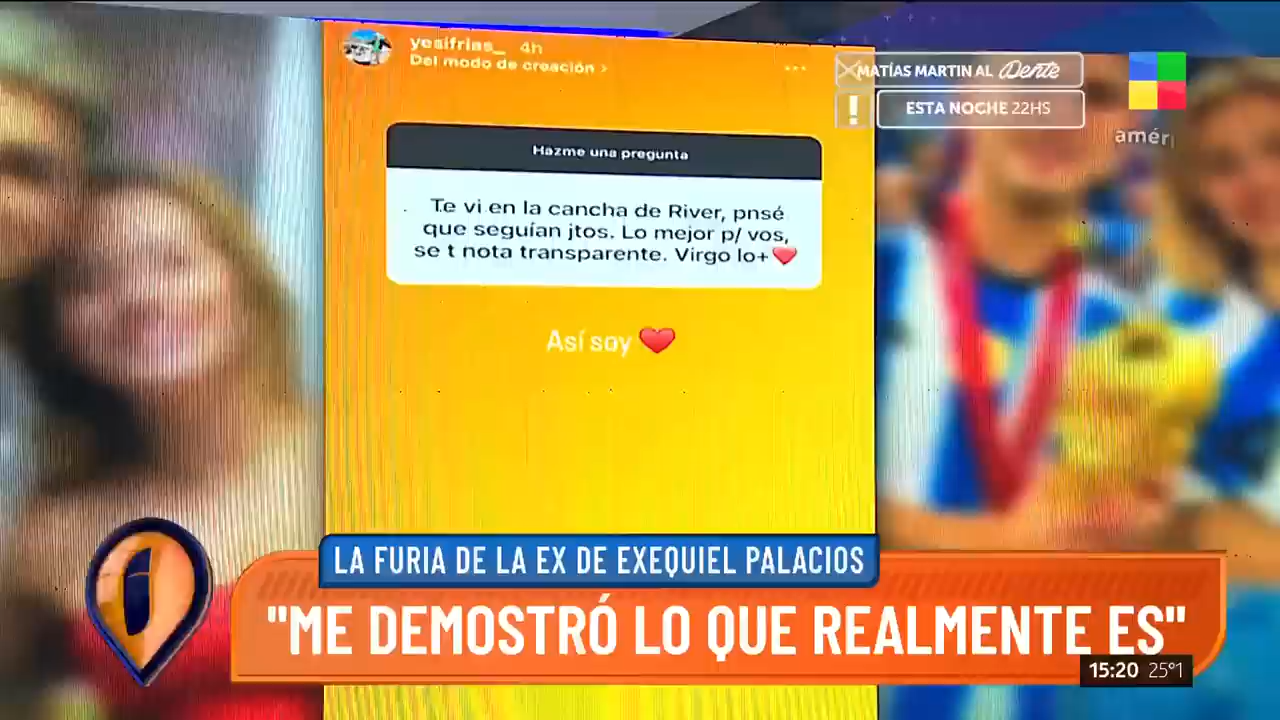 yesifrias_ 4h
Del modo de creación >
MATÍAS MARTIN AL Dente
ESTA NOCHE 22HS
!
améri
Hazme una pregunta
Te vi en la cancha de River, pnsé
que seguían jtos. Lo mejor p/ vos,
se t nota transparente. Virgo lo+❤️
Así soy ❤️
LA FURIA DE LA EX DE EXEQUIEL PALACIOS
"ME DEMOSTRÓ LO QUE REALMENTE ES"
15:20 25°1